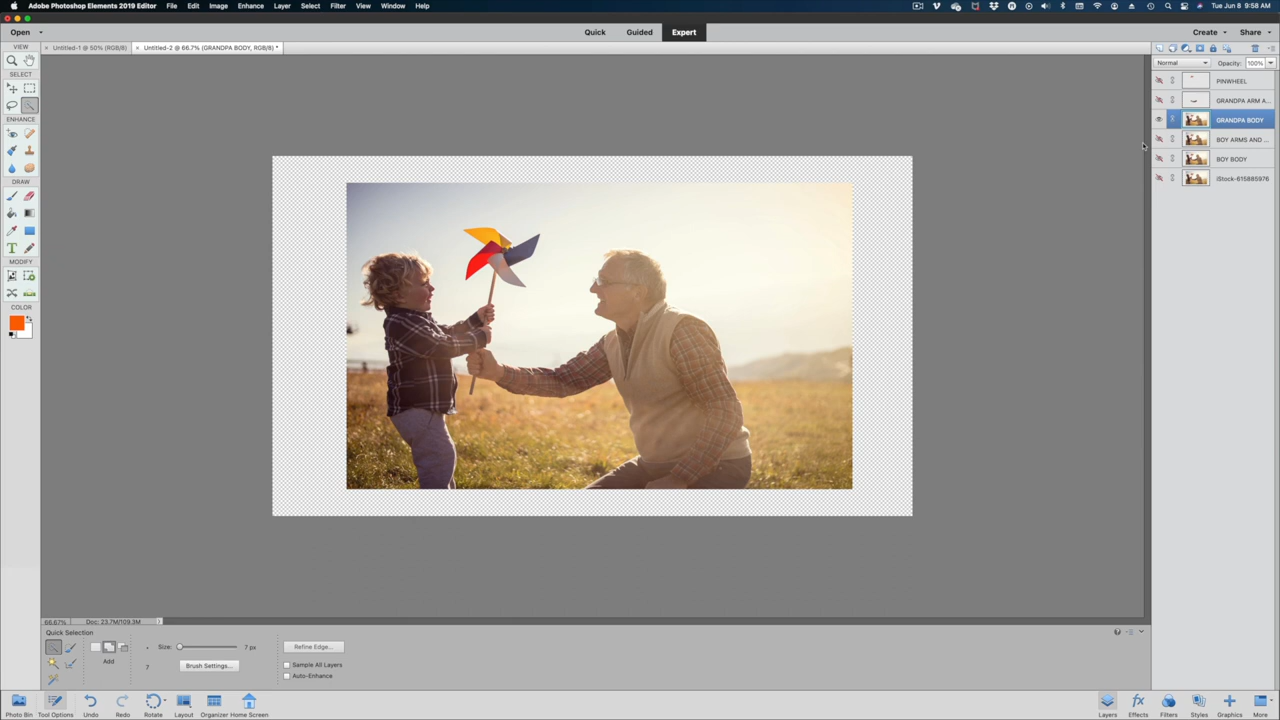 Adobe Photoshop Elements 2019 Editor File Edit Image Enhance Layer Select Filter View Window Help Tue Jun 8 9:58 AM
Open Quick Guided Expert Create Share
VIEW × Untitled-1 @ 50% (RGB/8) × Untitled-2 @ 66.7% (GRANDPA BODY, RGB/8) *
Normal Opacity: 100%
SELECT
PINWHEEL
GRANDPA ARM A...
ENHANCE
GRANDPA BODY
BOY ARMS AND ...
BOY BODY
iStock-615885976
DRAW
T
MODIFY
COLOR
66.67% Doc: 23.7M/109.3M
Quick Selection
Size: 7 px Refine Edge...
Add 7 Brush Settings... Sample All Layers
Auto-Enhance
Photo Bin Tool Options Undo Redo Rotate Layout Organizer Home Screen Layers Effects Filters Styles Graphics More